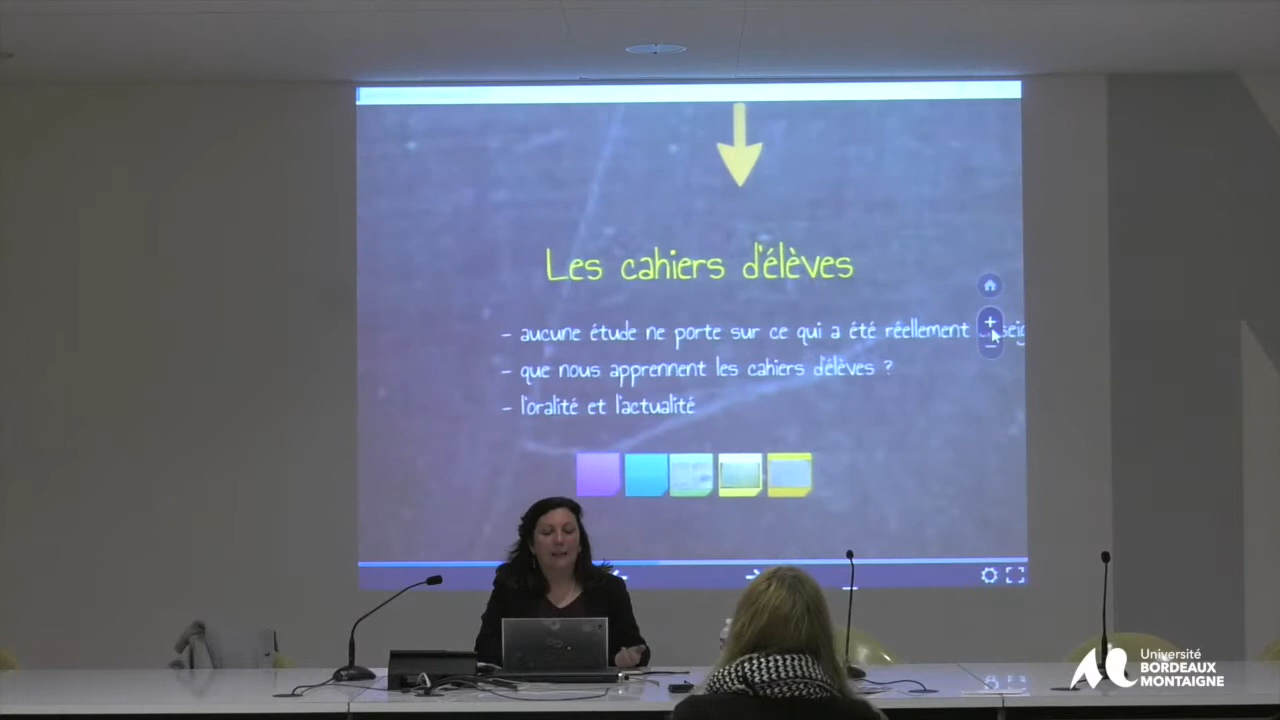 Les cahiers d'élèves
- aucune étude ne porte sur ce qui a été réellement
- que nous apprennent les cahiers d'élèves ?
- l'oralité et l'actualité
Université
BORDEAUX
MONTAIGNE